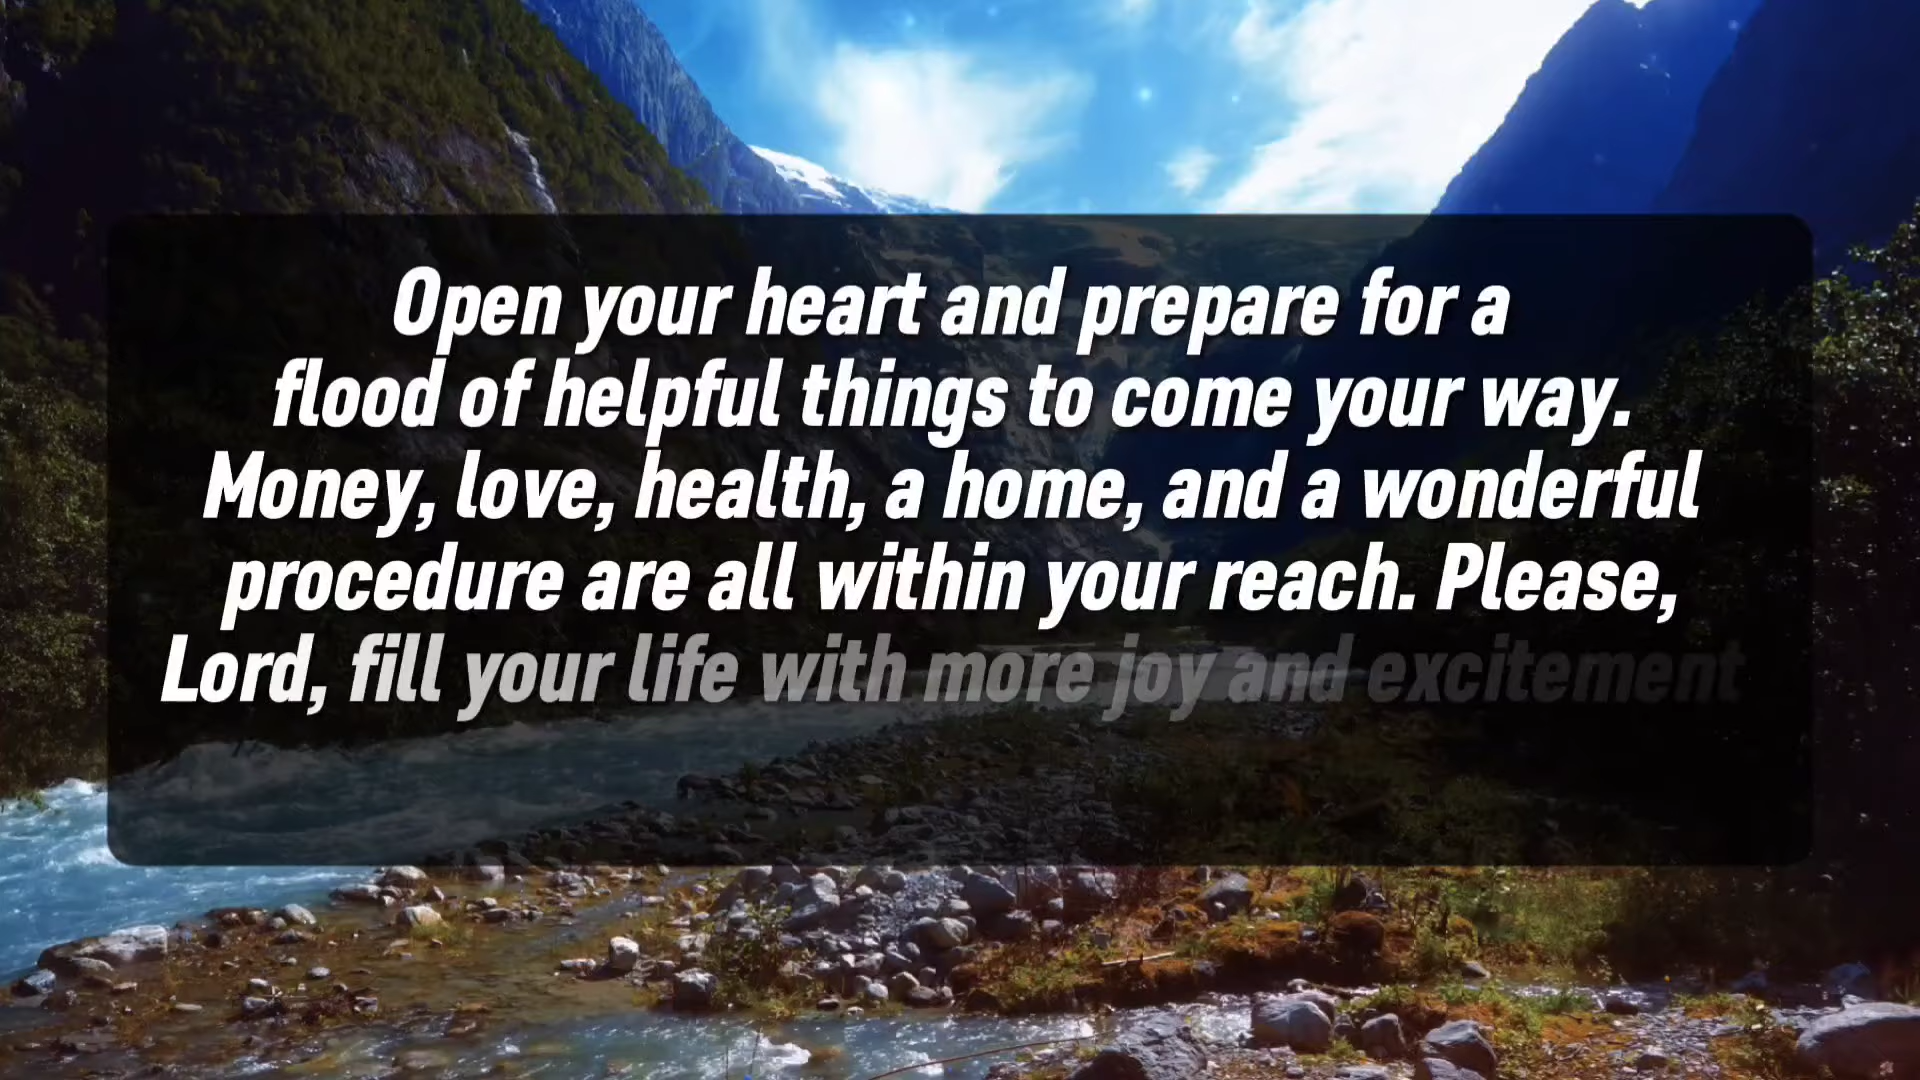 Open your heart and prepare for a
flood of helpful things to come your way.
Money, love, health, a home, and a wonderful
procedure are all within your reach. Please,
Lord, fill your life with more joy and excitement